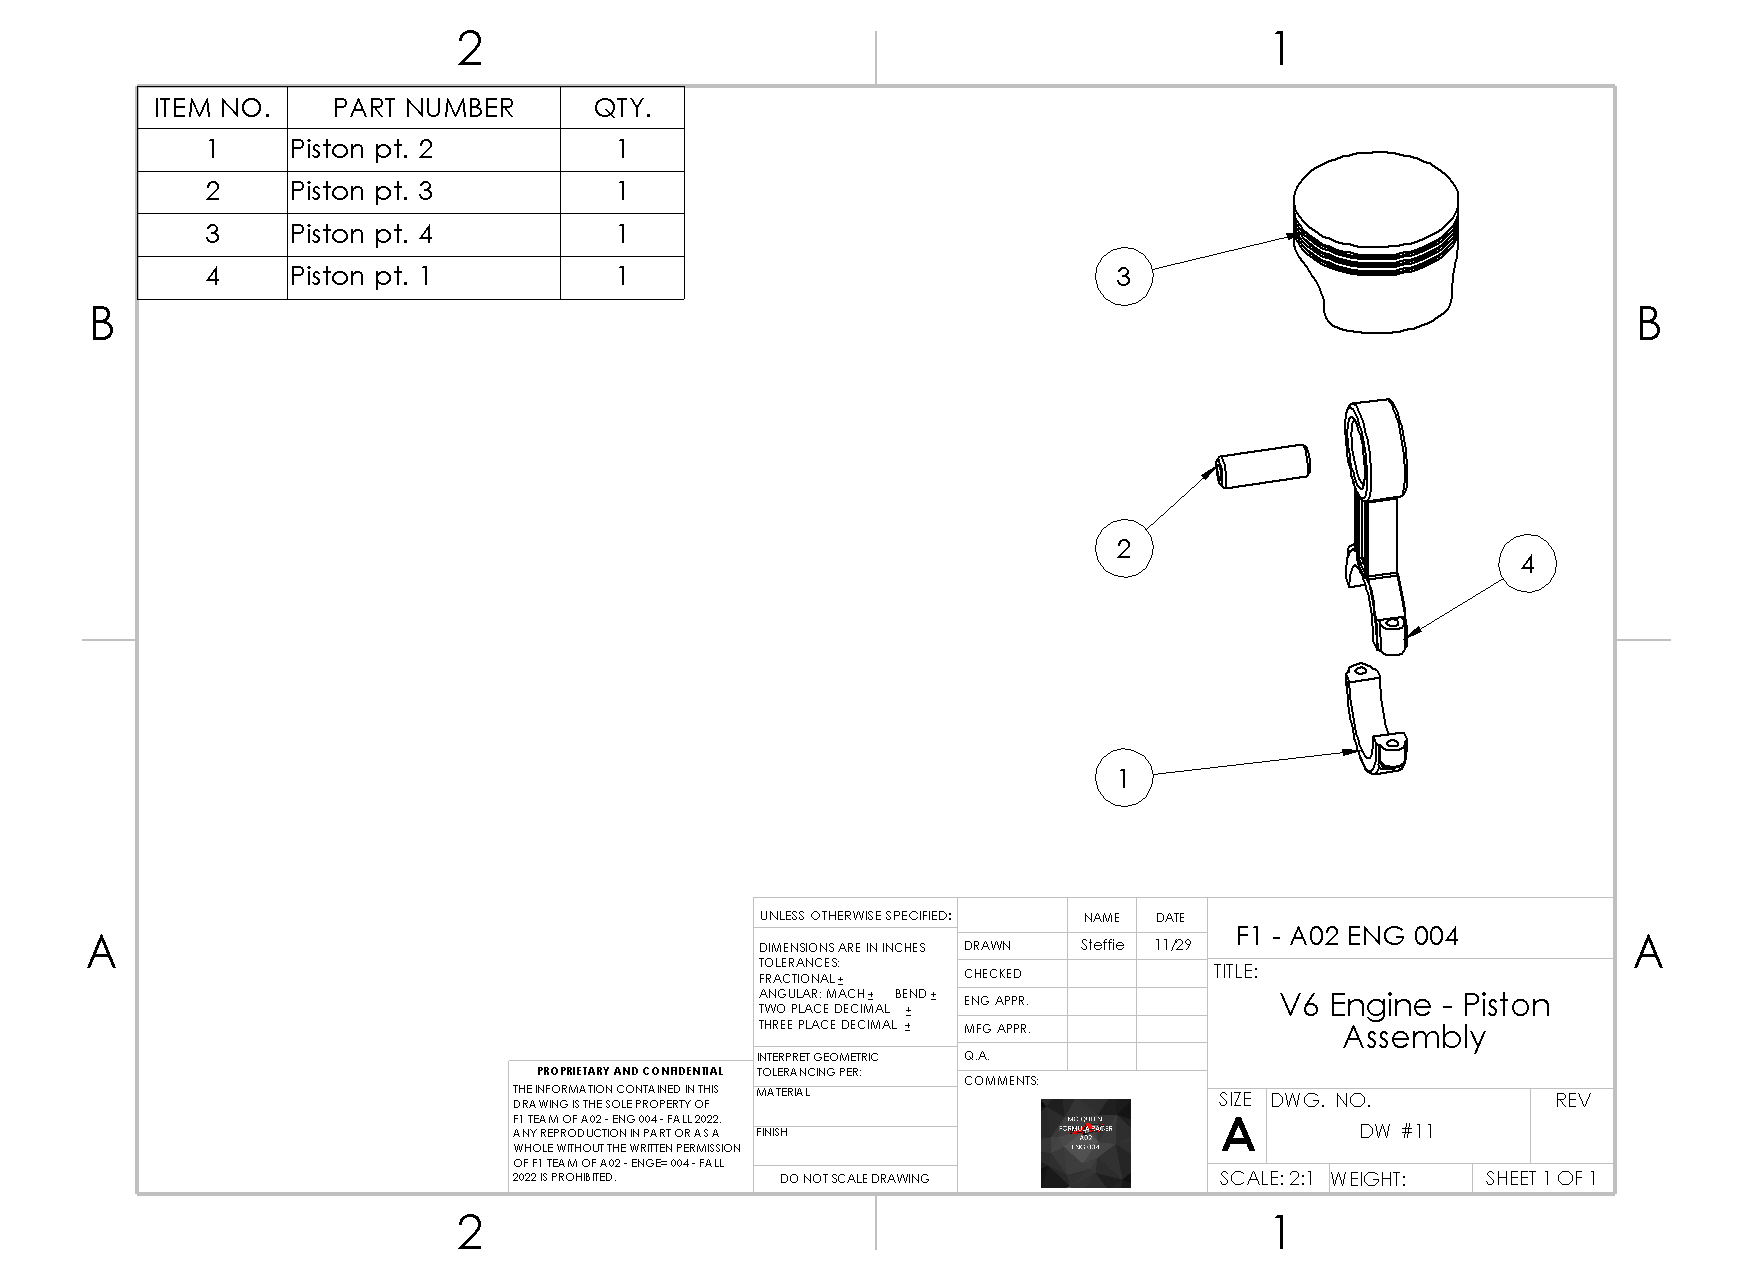 2 1
ITEM NO. PART NUMBER QTY.
1 Piston pt. 2 1
2 Piston pt. 3 1
3 Piston pt. 4 1
4 Piston pt. 1 1
B B
3
2
4
1
A A
UNLESS OTHERWISE SPECIFIED:
DIMENSIONS ARE IN INCHES
TOLERANCES:
FRACTIONAL ±
ANGULAR: MACH ± BEND ±
TWO PLACE DECIMAL ±
THREE PLACE DECIMAL ±
INTERPRET GEOMETRIC
TOLERANCING PER:
MATERIAL
FINISH
DO NOT SCALE DRAWING
NAME DATE
DRAWN Steffie 11/29
CHECKED
ENG APPR.
MFG APPR.
Q.A.
COMMENTS:
MC QUEEN
FORMULA RACER
A02
ENG 004
F1 - A02 ENG 004
TITLE:
V6 Engine - Piston
Assembly
SIZE DWG. NO. REV
A DW #11
SCALE: 2:1 WEIGHT: SHEET 1 OF 1
PROPRIETARY AND CONFIDENTIAL
THE INFORMATION CONTAINED IN THIS
DRAWING IS THE SOLE PROPERTY OF
F1 TEAM OF A02 - ENG 004 - FALL 2022.
ANY REPRODUCTION IN PART OR AS A
WHOLE WITHOUT THE WRITTEN PERMISSION
OF F1 TEAM OF A02 - ENGE= 004 - FALL
2022 IS PROHIBITED.
2 1